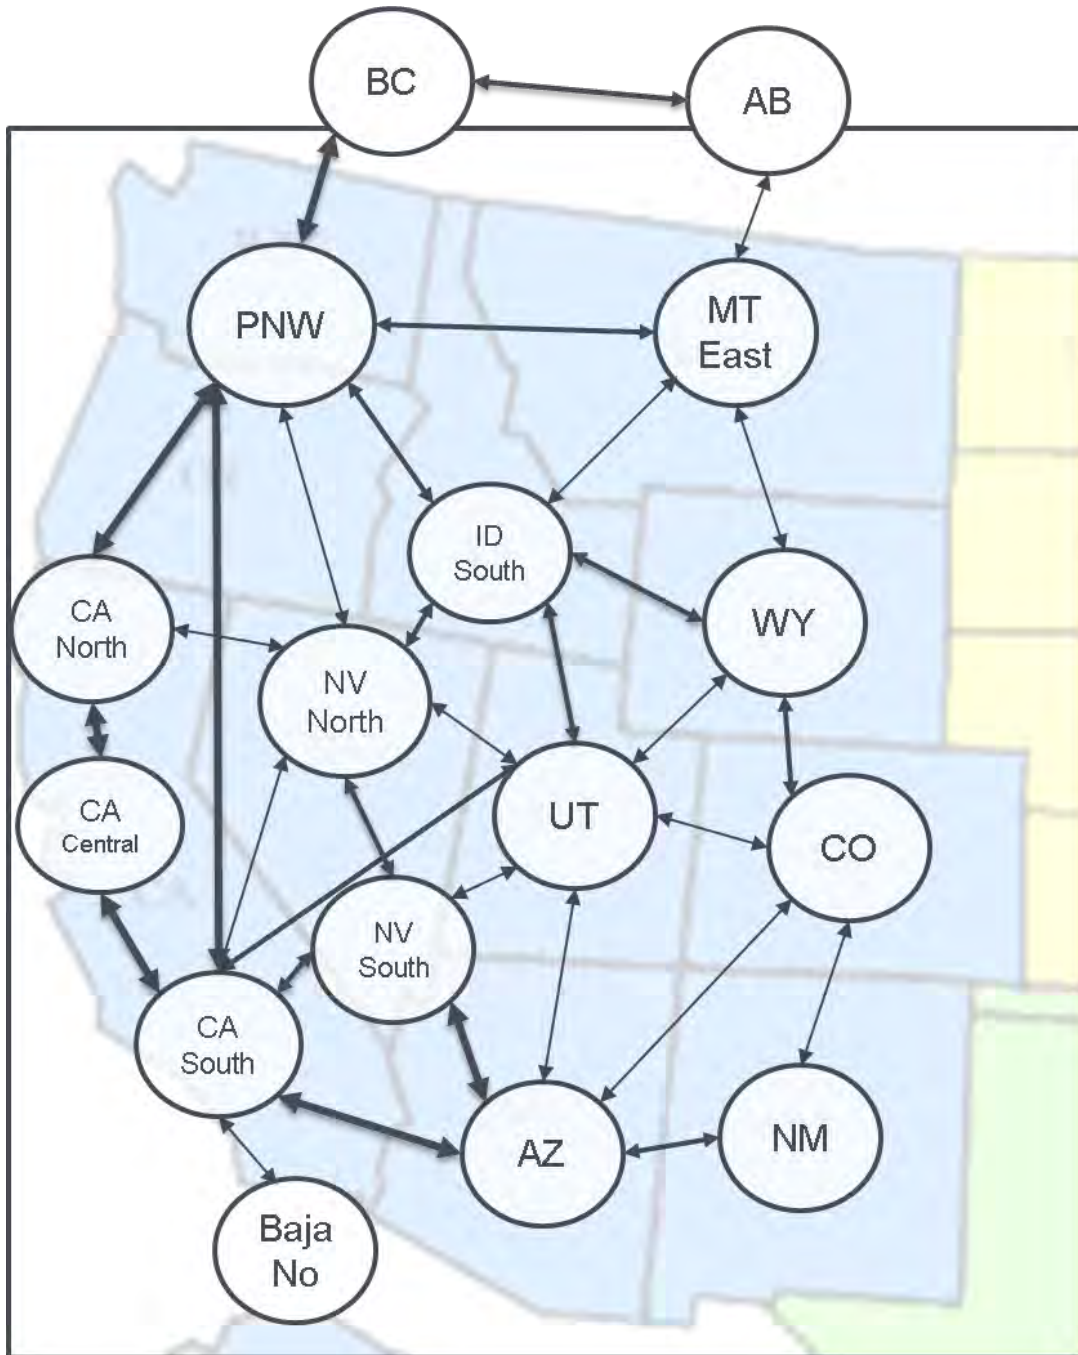 BC
AB
PNW
MT
East
ID
South
CA
North
WY
NV
North
CA
Central
UT
CO
NV
South
CA
South
AZ
NM
Baja
No